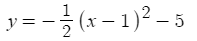 y = -\frac{1}{2}(x-1)^2 - 5